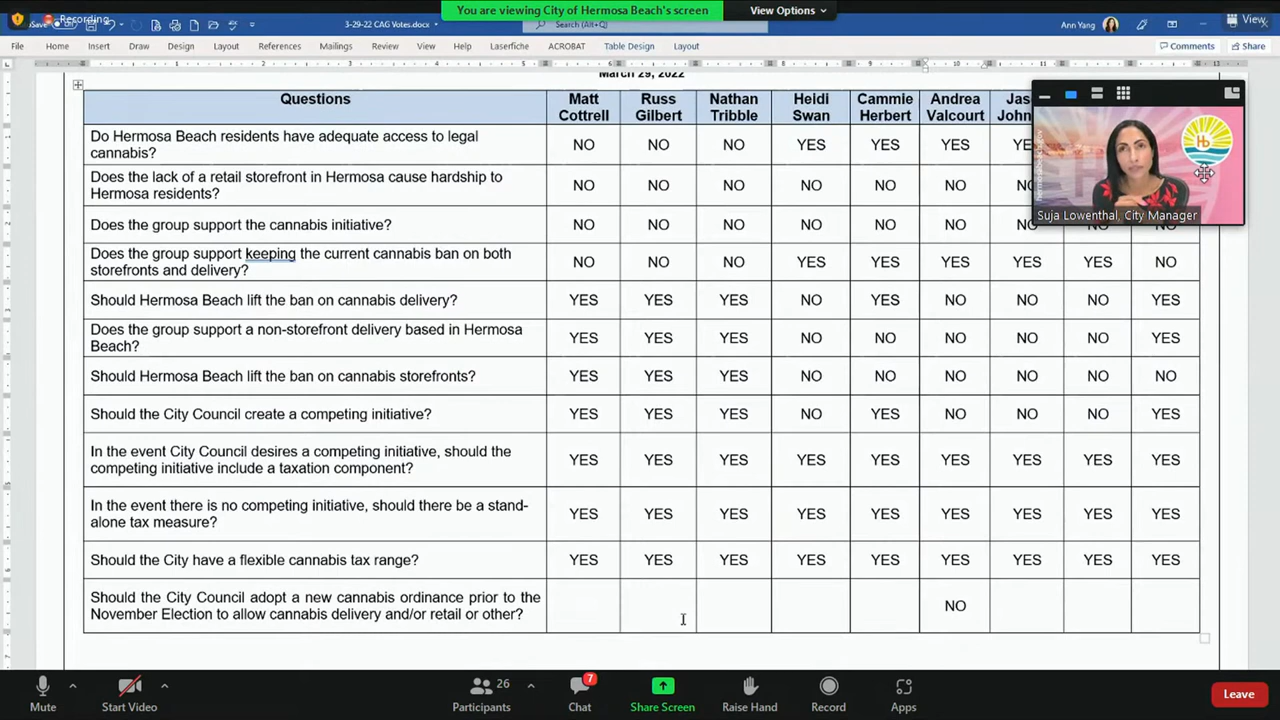 Recording
Save
3-29-22 CAG Votes.docx
You are viewing City of Hermosa Beach's screen
View Options
Search (Alt+Q)
Ann Yang
View
File Home Insert Draw Design Layout References Mailings Review View Help Laserfiche ACROBAT Table Design Layout Comments Share
March 29, 2022
Questions Matt Cottrell Russ Gilbert Nathan Tribble Heidi Swan Cammie Herbert Andrea Valcourt
Do Hermosa Beach residents have adequate access to legal
cannabis? NO NO NO YES YES YES
Does the lack of a retail storefront in Hermosa cause hardship to
Hermosa residents? NO NO NO NO NO NO NO
Does the group support the cannabis initiative? NO NO NO NO NO NO NO NO NO
Does the group support keeping the current cannabis ban on both
storefronts and delivery? NO NO NO YES YES YES YES YES NO
Should Hermosa Beach lift the ban on cannabis delivery? YES YES YES NO YES NO NO NO YES
Does the group support a non-storefront delivery based in Hermosa
Beach? YES YES YES NO NO NO NO NO YES
Should Hermosa Beach lift the ban on cannabis storefronts? YES YES YES NO NO NO NO NO NO
Should the City Council create a competing initiative? YES YES YES NO YES NO NO NO YES
In the event City Council desires a competing initiative, should the
competing initiative include a taxation component? YES YES YES YES YES YES YES YES YES
In the event there is no competing initiative, should there be a stand-
alone tax measure? YES YES YES YES YES YES YES YES YES
Should the City have a flexible cannabis tax range? YES YES YES YES YES YES YES YES YES
Should the City Council adopt a new cannabis ordinance prior to the
November Election to allow cannabis delivery and/or retail or other? NO
Hb
Suja Lowenthal, City Manager
26
7
Mute Start Video Participants Chat Share Screen Raise Hand Record Apps Leave